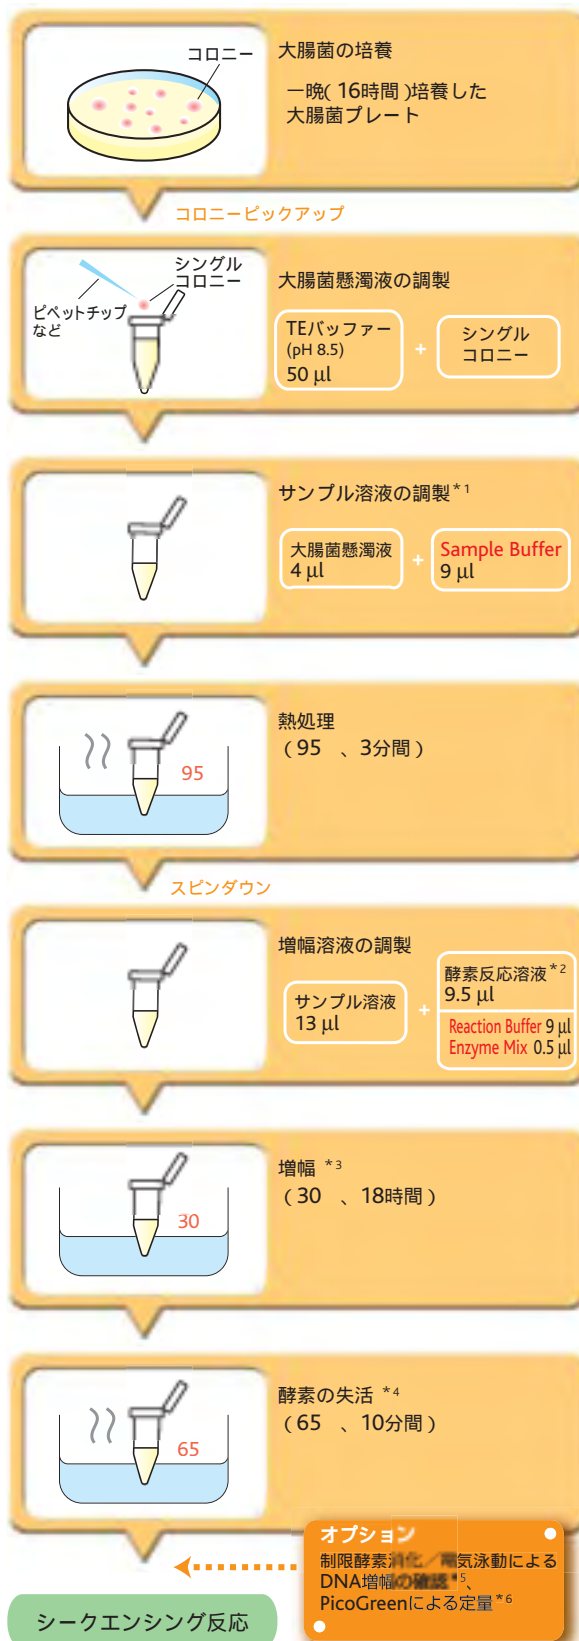 コロニー
大腸菌の培養
一晩( 16時間 )培養した
大腸菌プレート
コロニーピックアップ
シングル
コロニー
ピペットチップ
など
大腸菌懸濁液の調製
TEバッファー
(pH 8.5)
50 μl
+
シングル
コロニー
サンプル溶液の調製*1
大腸菌懸濁液
4 μl
+
Sample Buffer
9 μl
95
熱処理
( 95 、3分間 )
スピンダウン
増幅溶液の調製
サンプル溶液
13 μl
+
酵素反応溶液*2
9.5 μl
Reaction Buffer 9 μl
Enzyme Mix 0.5 μl
30
増幅 *3
( 30 、18時間 )
65
酵素の失活 *4
( 65 、10分間 )
オプション
制限酵素消化／電気泳動による
DNA増幅の確認*5、
PicoGreenによる定量*6
シークエンシング反応